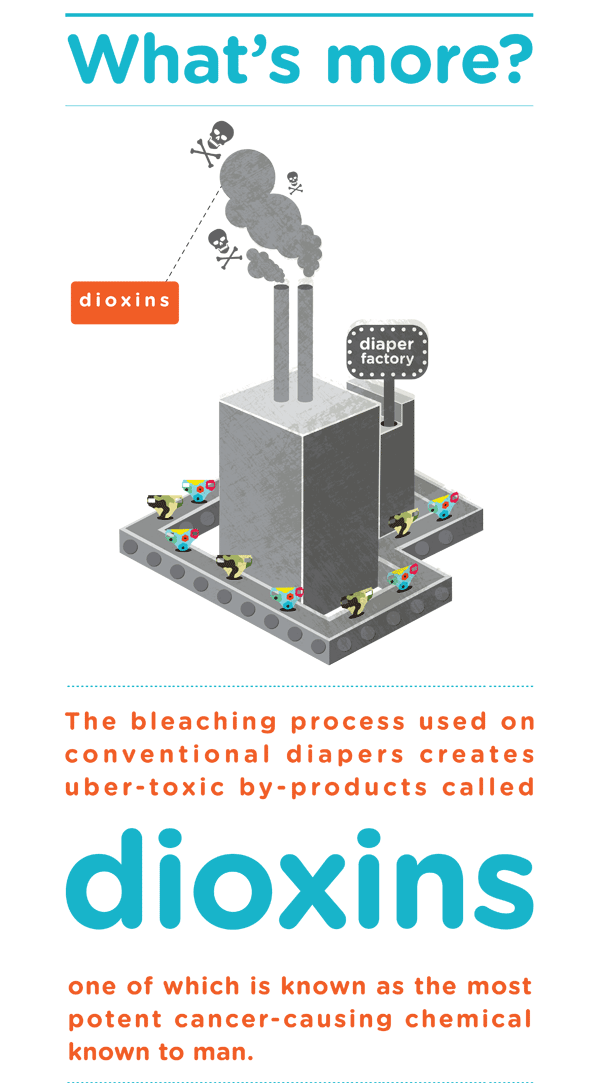 What's more?
dioxins
diaper
factory
The bleaching process used on
conventional diapers creates
uber-toxic by-products called
dioxins
one of which is known as the most
potent cancer-causing chemical
known to man.